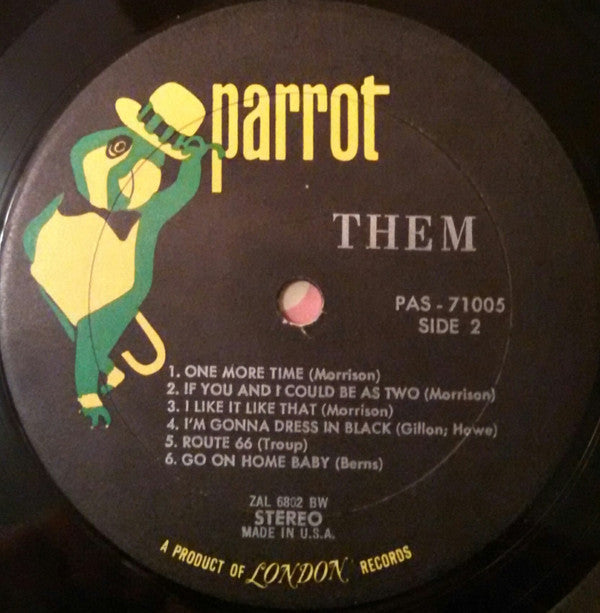 parrot
THEM
PAS - 71005
SIDE 2
1. ONE MORE TIME (Morrison)
2. IF YOU AND I COULD BE AS TWO (Morrison)
3. I LIKE IT LIKE THAT (Morrison)
4. I'M GONNA DRESS IN BLACK (Gillon; Howe)
5. ROUTE 66 (Troup)
6. GO ON HOME BABY (Berns)
ZAL 6802 BW
STEREO
MADE IN U.S.A.
A PRODUCT OF LONDON RECORDS